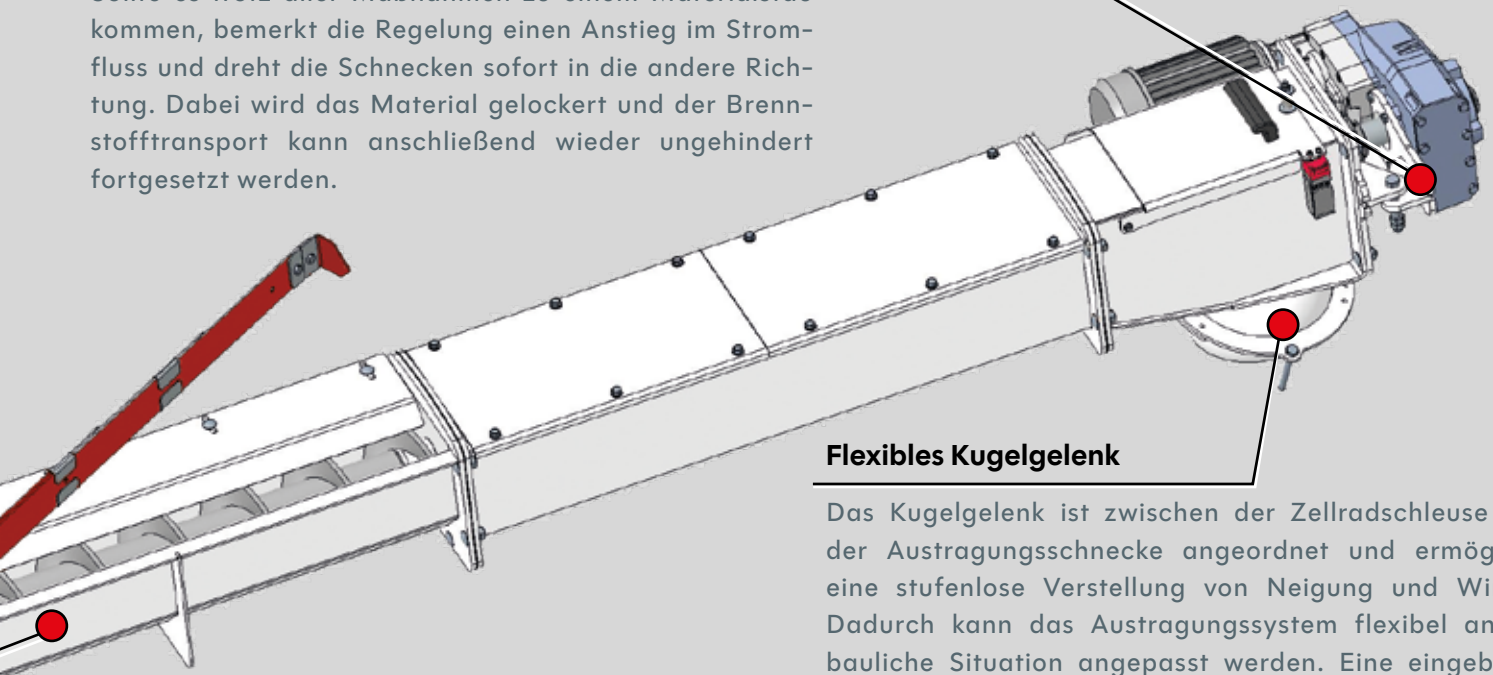 kommen, bemerkt die Regelung einen Anstieg im Strom-
fluss und dreht die Schnecken sofort in die andere Rich-
tung. Dabei wird das Material gelockert und der Brenn-
stofftransport kann anschließend wieder ungehindert
fortgesetzt werden.
Flexibles Kugelgelenk
Das Kugelgelenk ist zwischen der Zellradschleuse
der Austragungsschnecke angeordnet und ermög
eine stufenlose Verstellung von Neigung und Wi
Dadurch kann das Austragungssystem flexibel an
bauliche Situation angepasst werden. Eine eingeb